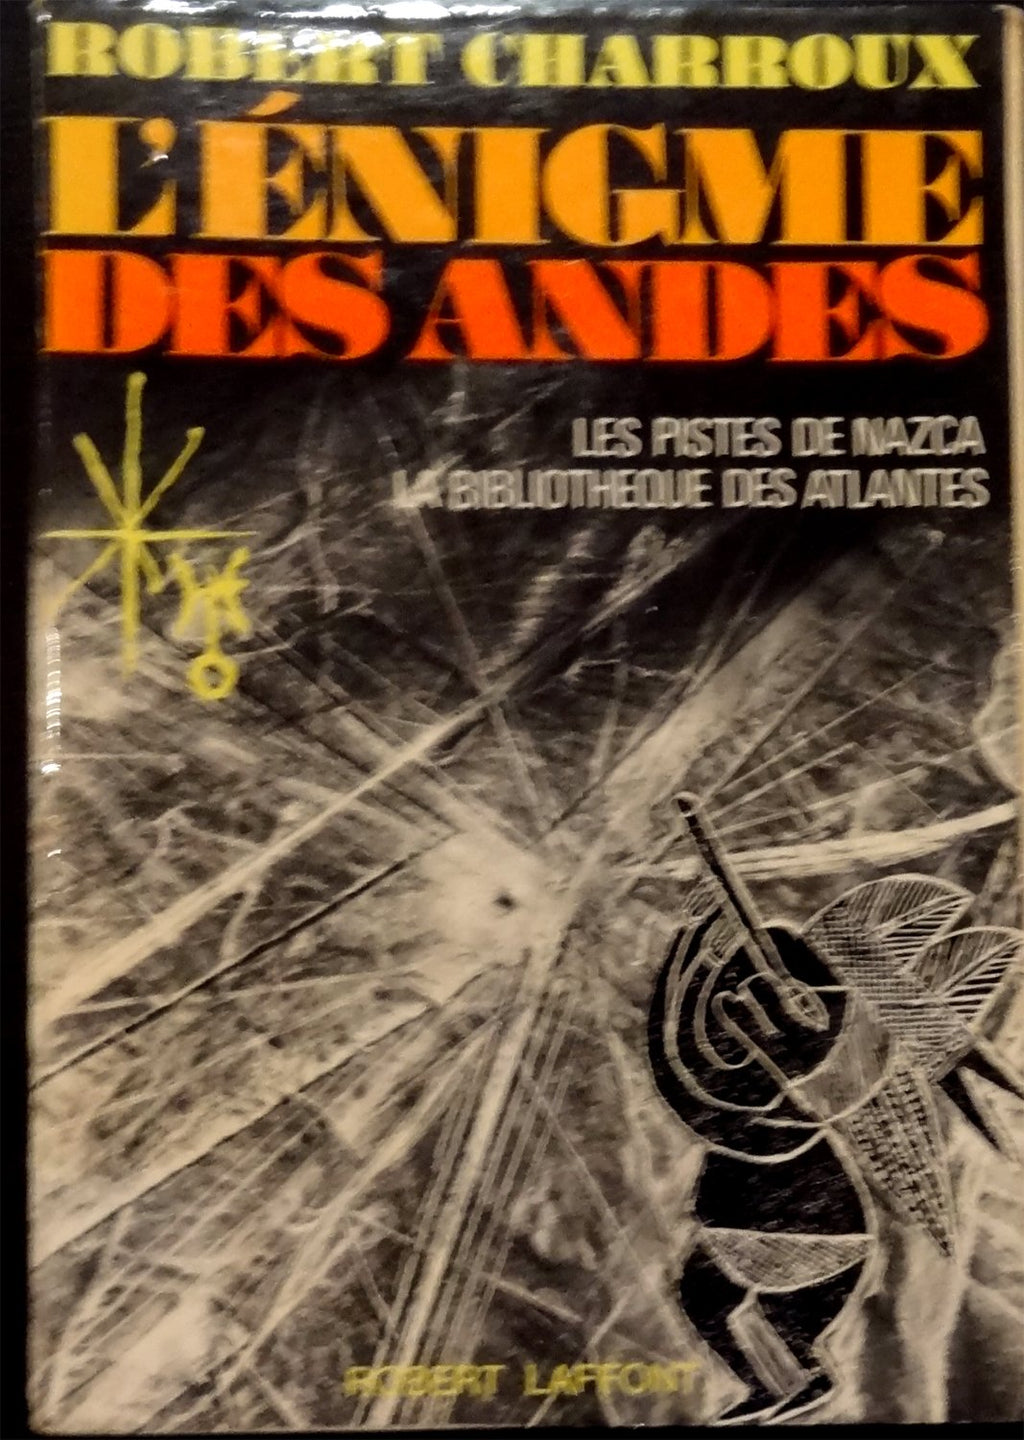 ROBERT CHARROUX
L'ÉNIGME
DES ANDES
LES PISTES DE NAZCA
LA BIBLIOTHEQUE DES ATLANTES
ROBERT LAFFONT